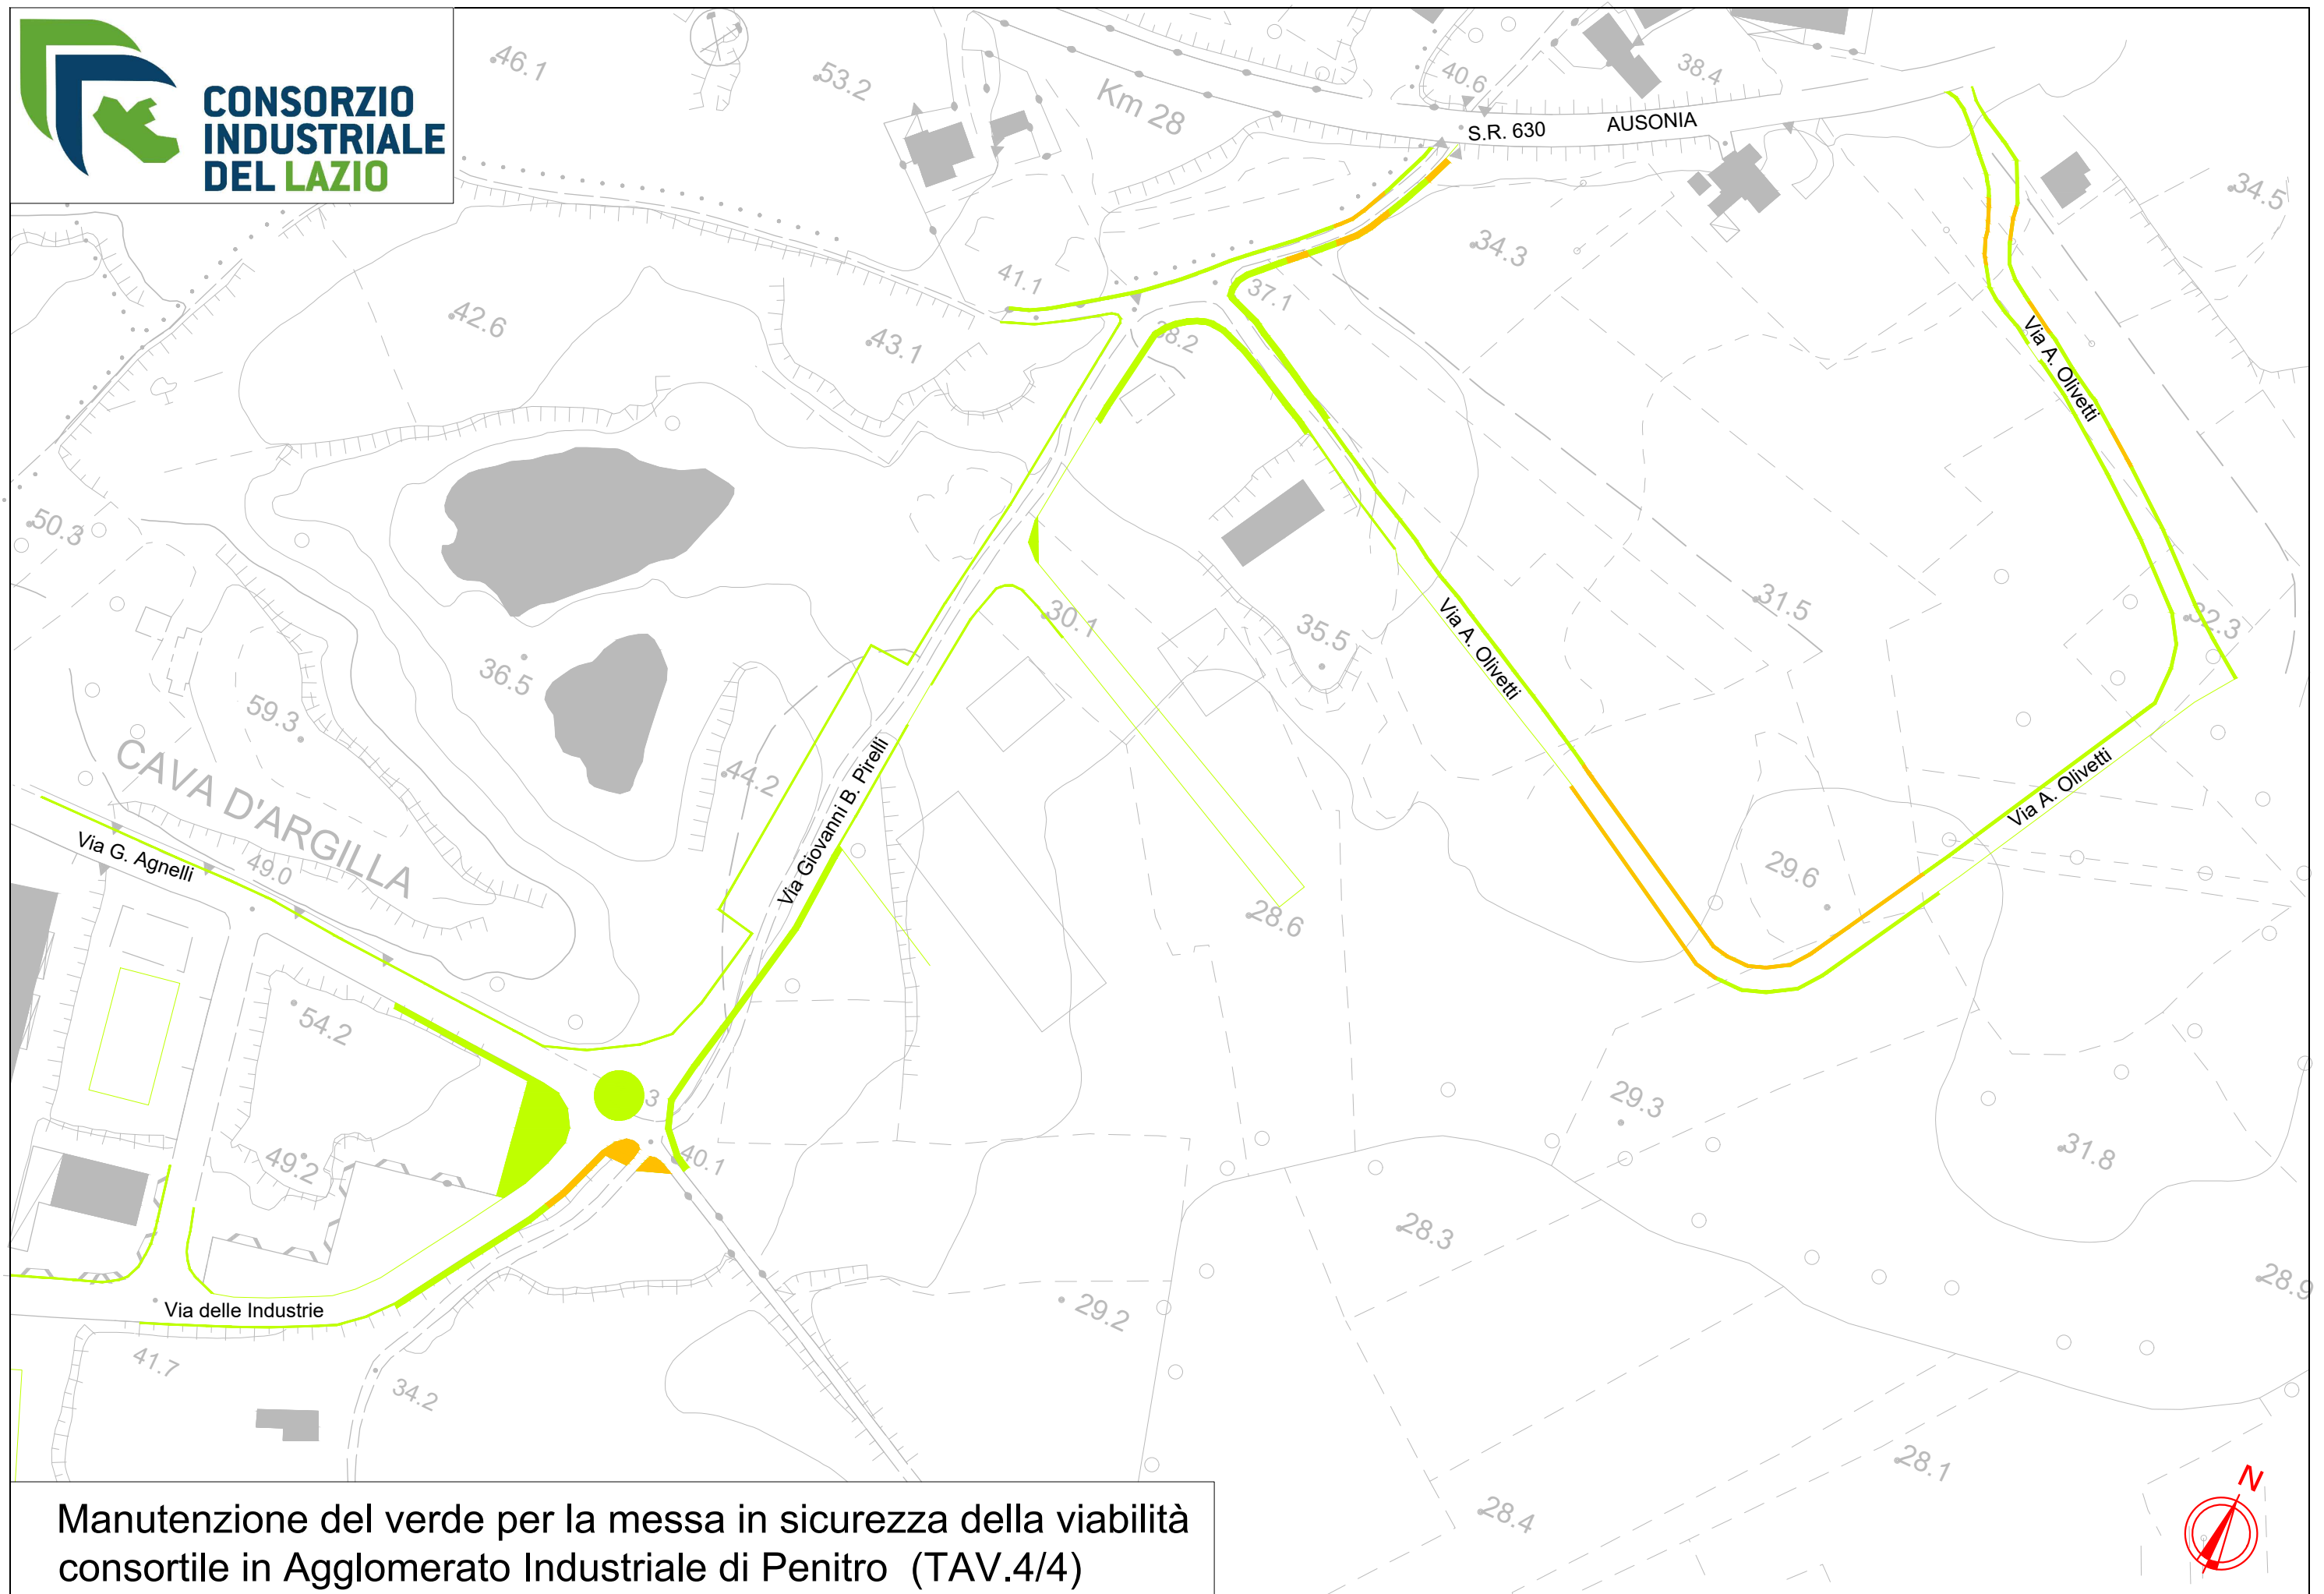 CONSORZIO
INDUSTRIALE
DEL LAZIO
46.1
53.2
Km 28
40.6
38.4
S.R. 630 AUSONIA
34.5
34.3
41.1
37.1
42.6
43.1
38.2
Via A. Olivetti
50.3
36.5
30.1
35.5
31.5
32.3
Via A. Olivetti
59.3
44.2
CAVA D'ARGILLA
Via Giovanni B. Pirelli
Via A. Olivetti
Via G. Agnelli
49.0
29.6
28.6
54.2
3
29.3
49.2
40.1
31.8
28.3
28.9
Via delle Industrie
29.2
41.7
34.2
28.1
28.4
N
Manutenzione del verde per la messa in sicurezza della viabilità
consortile in Agglomerato Industriale di Penitro (TAV.4/4)